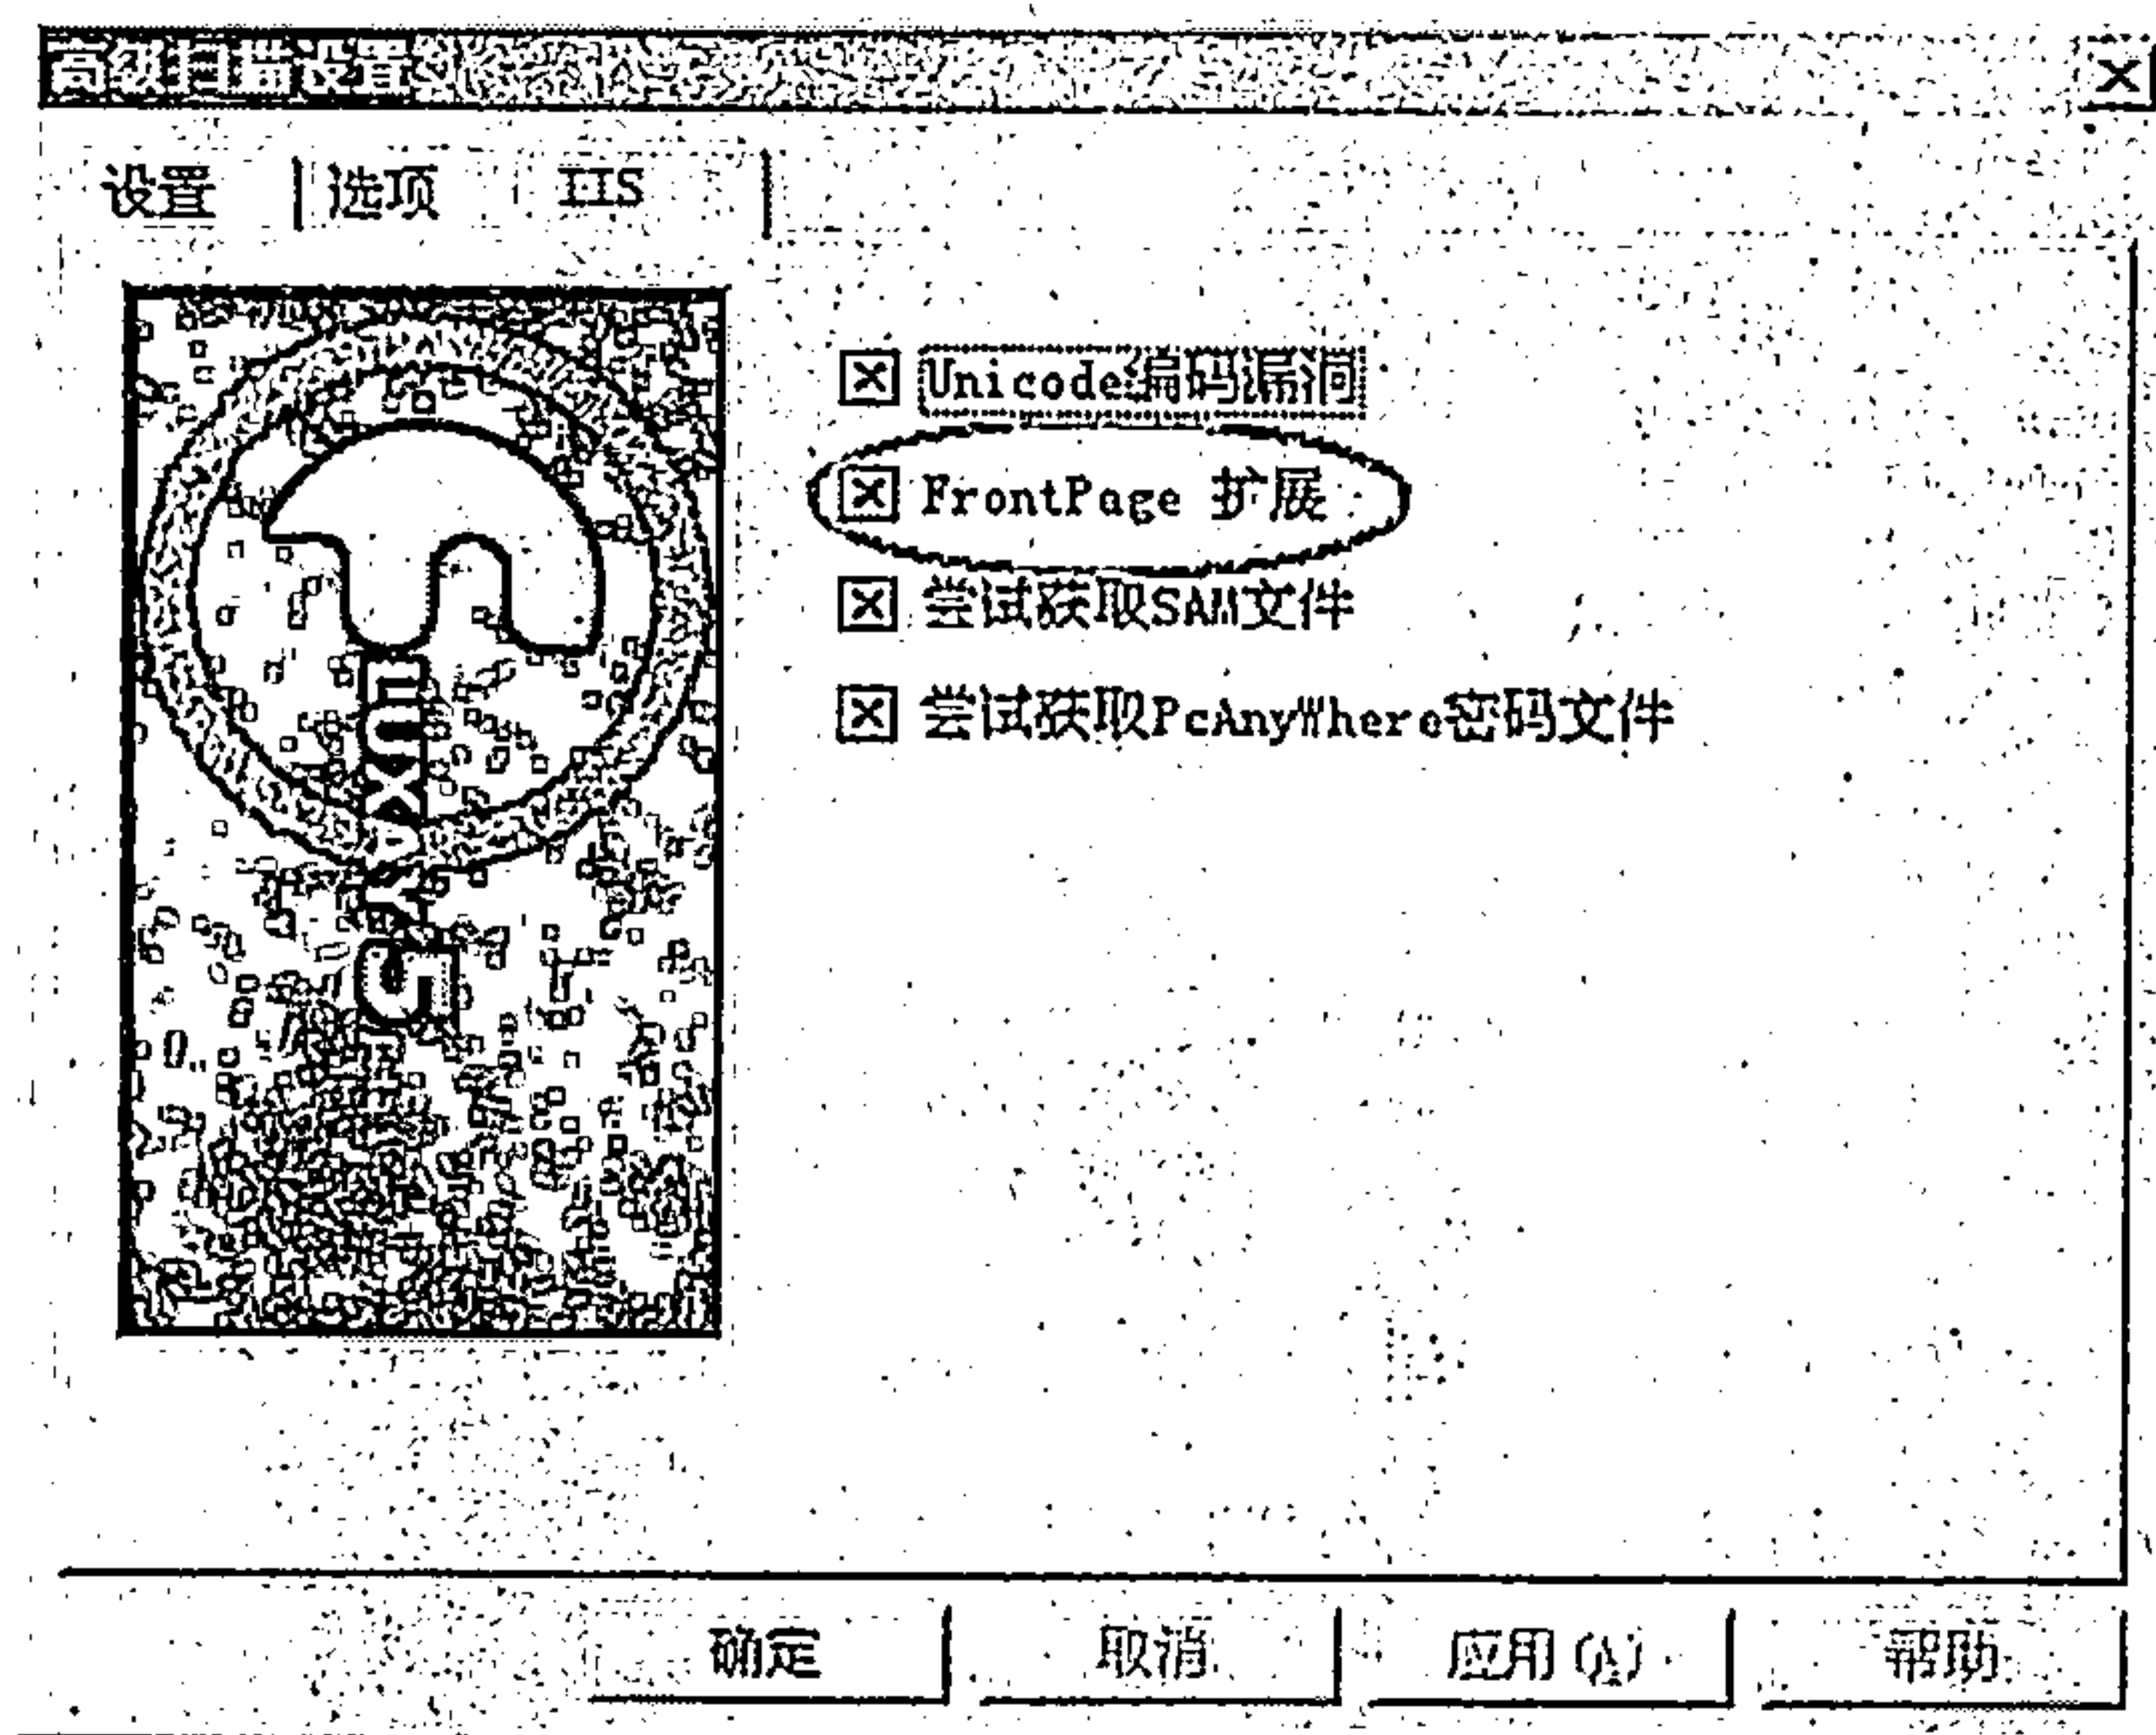 高级扫描设置
设置 选项 IIS
Unicode编码漏洞
FrontPage 扩展
尝试获取SAM文件
尝试获取PcAnyWhere密码文件
FLUXAY 5
确定 取消 应用(A) 帮助